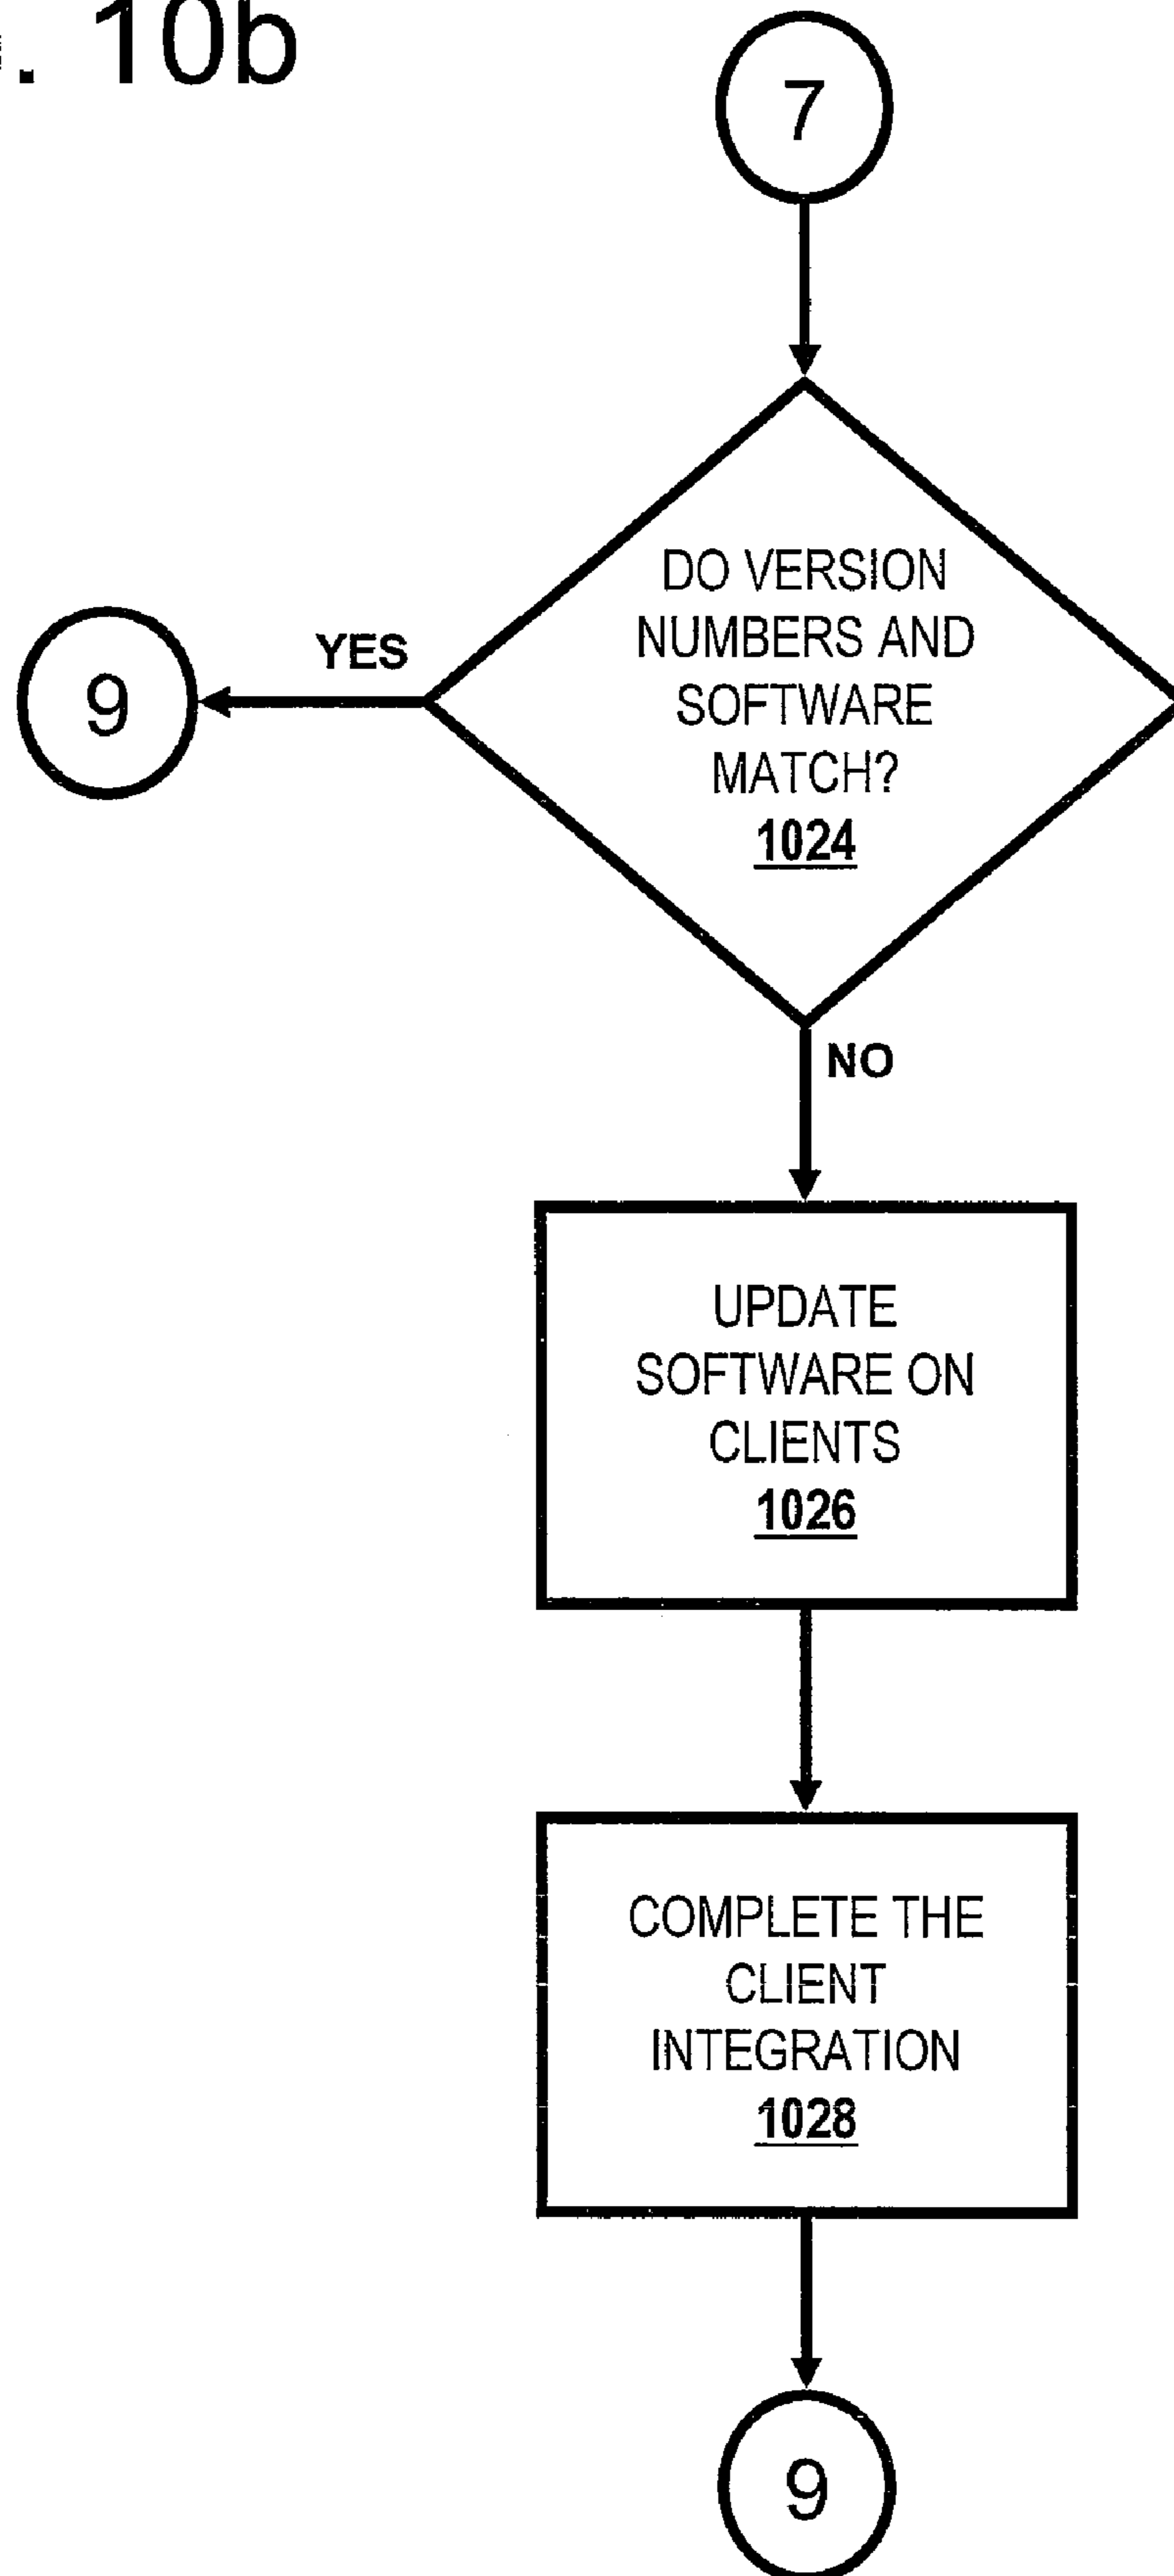 . 10b
7
DO VERSION
NUMBERS AND
SOFTWARE
MATCH?
1024
YES
9
NO
UPDATE
SOFTWARE ON
CLIENTS
1026
COMPLETE THE
CLIENT
INTEGRATION
1028
9